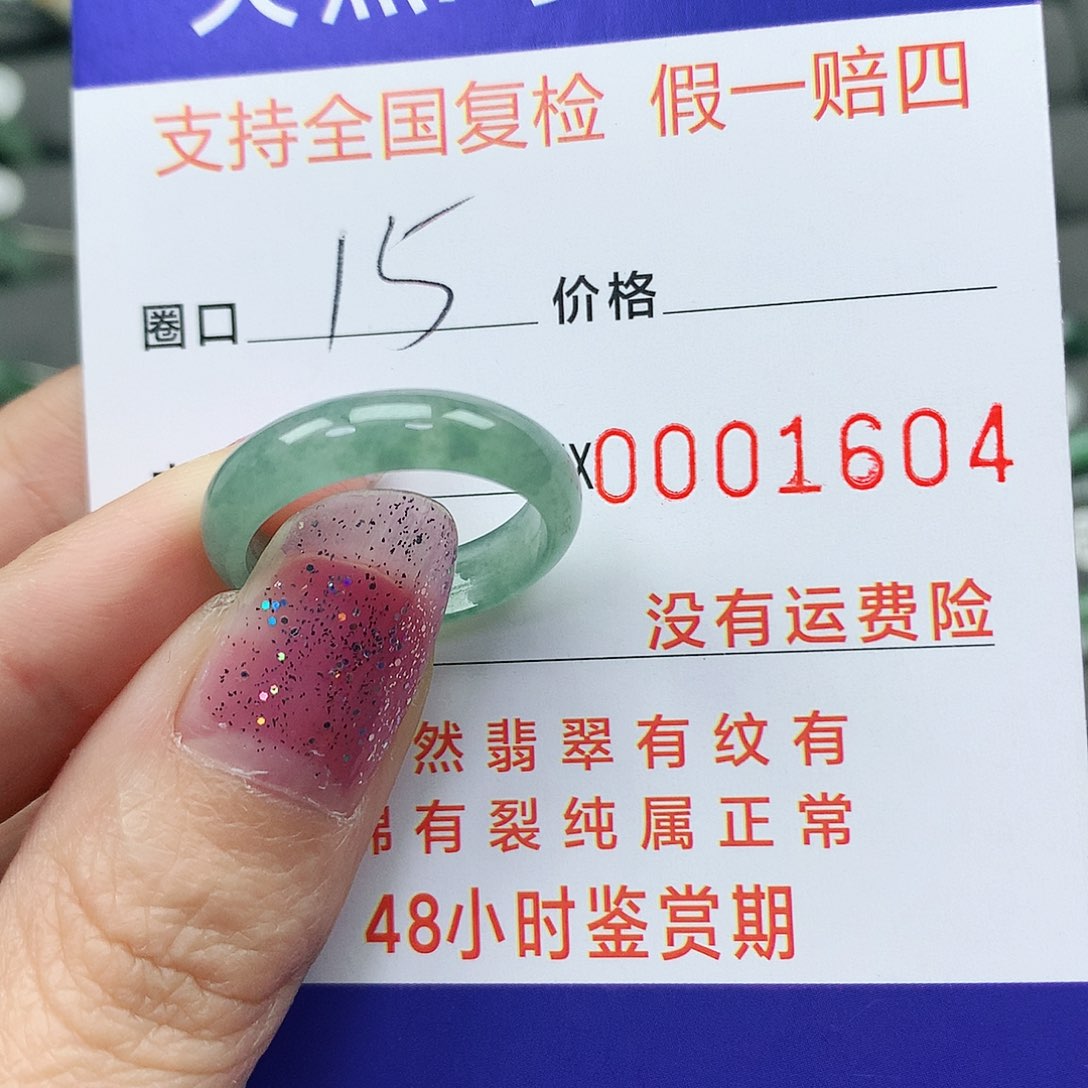 支持全国复检 假一赔四
圈口 15 价格
X0001604
没有运费险
然翡翠有纹有
棉有裂纯属正常
48小时鉴赏期